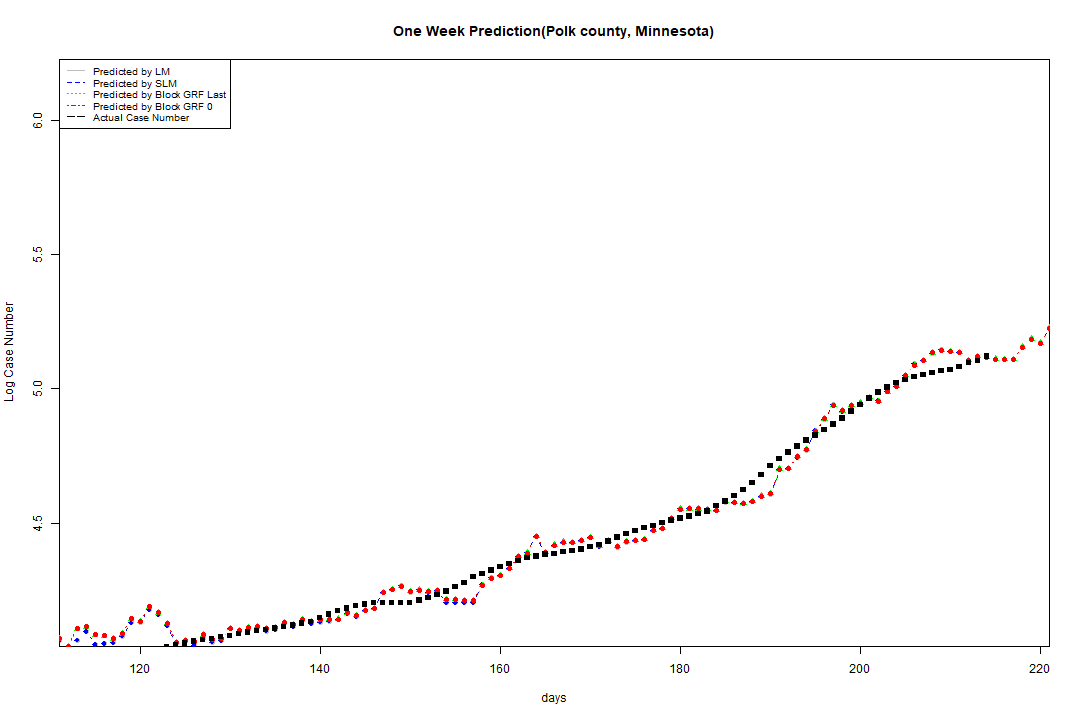 One Week Prediction(Polk county, Minnesota)
Predicted by LM
Predicted by SLM
Predicted by Block GRF Last
Predicted by Block GRF 0
Actual Case Number
6.0
5.5
5.0
4.5
Log Case Number
120 140 160 180 200 220
days